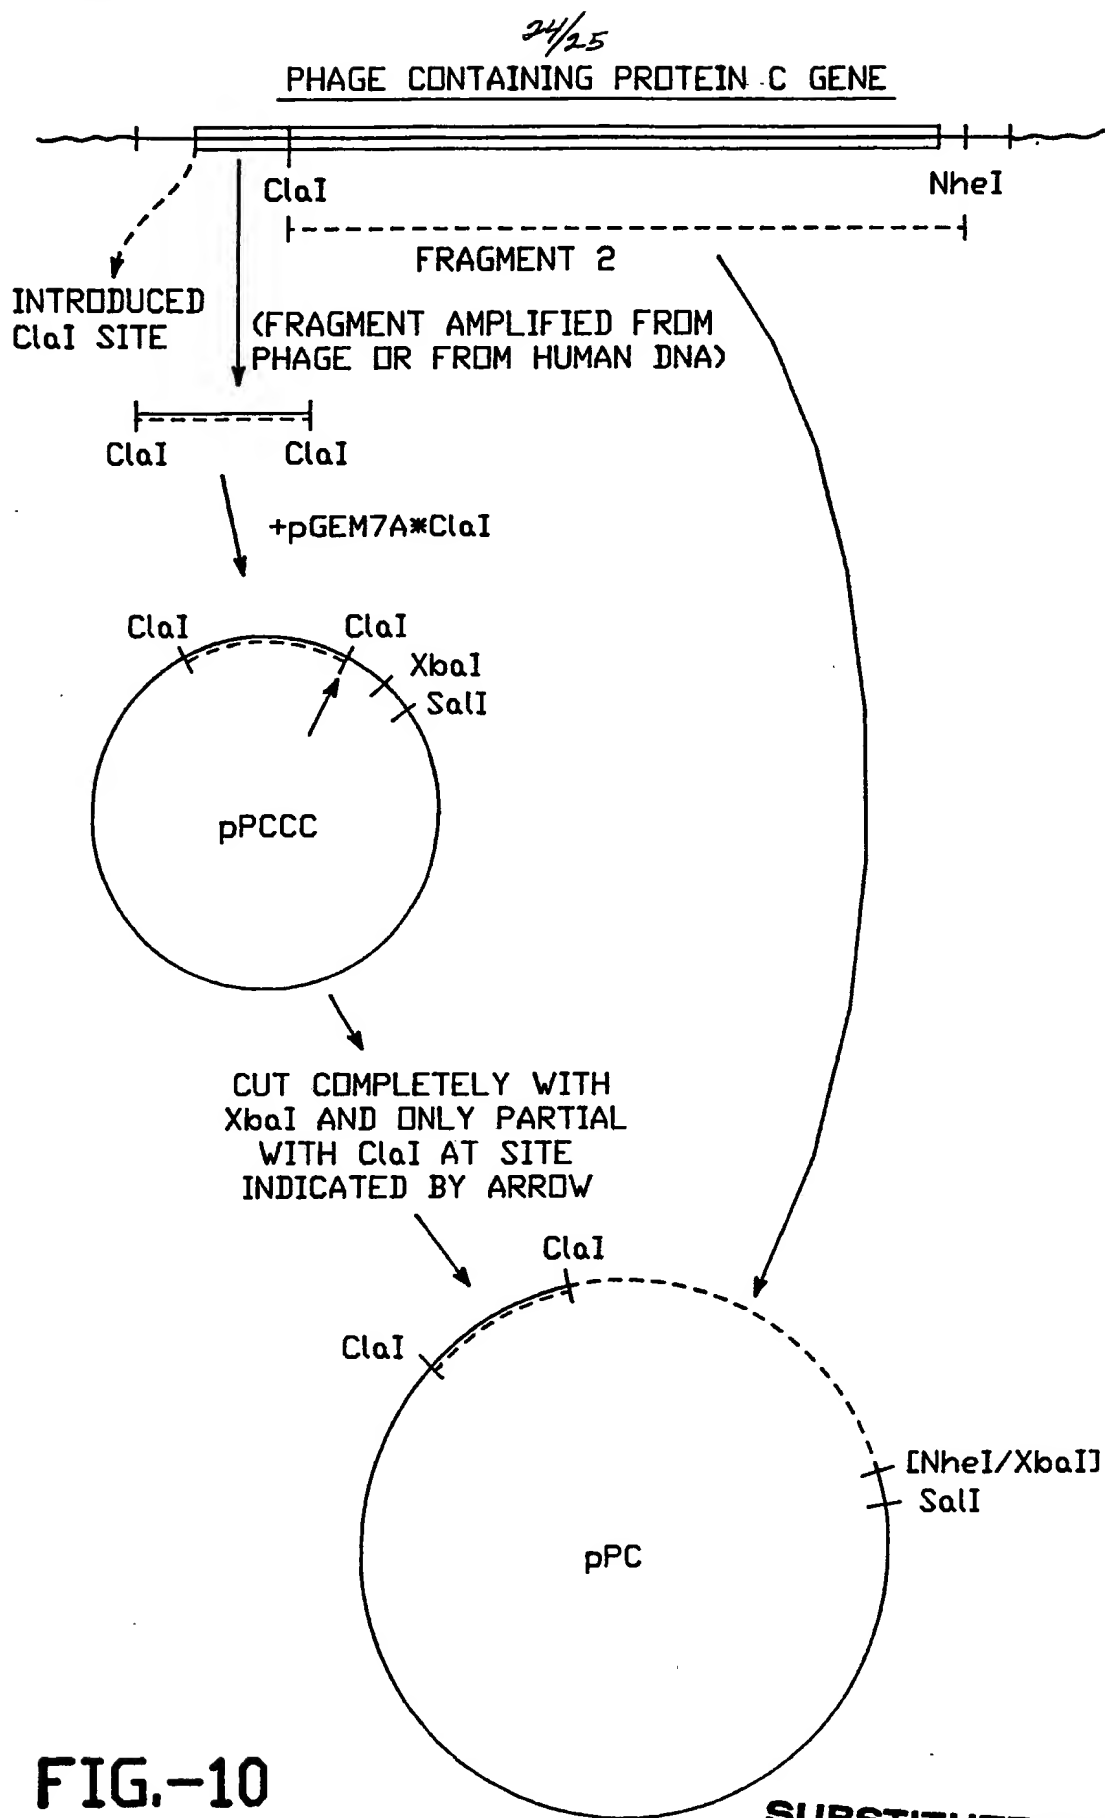 24/25
PHAGE CONTAINING PROTEIN C GENE
ClaI
NheI
FRAGMENT 2
INTRODUCED
ClaI SITE
(FRAGMENT AMPLIFIED FROM
PHAGE OR FROM HUMAN DNA)
ClaI
ClaI
+pGEM7A*ClaI
ClaI
ClaI
XbaI
SalI
pPCCC
CUT COMPLETELY WITH
XbaI AND ONLY PARTIAL
WITH ClaI AT SITE
INDICATED BY ARROW
ClaI
ClaI
[NheI/XbaI]
SalI
pPC
FIG.-10